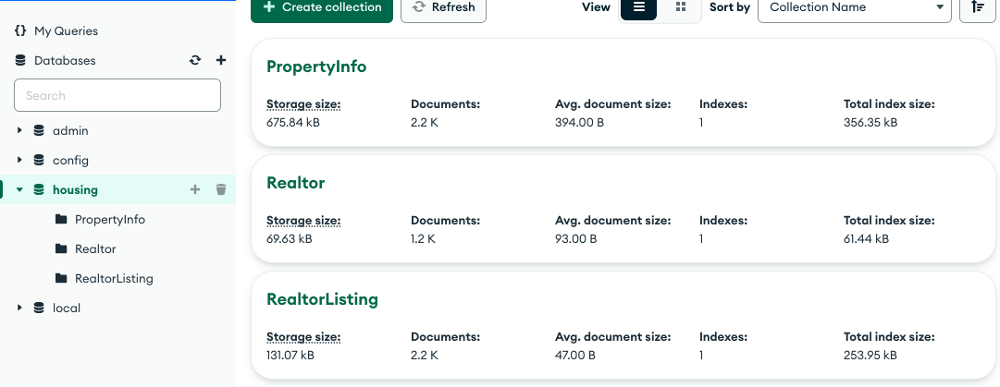 My Queries
Databases
Search
admin
config
housing
PropertyInfo
Realtor
RealtorListing
local
Create collection
Refresh
View
Sort by
Collection Name
PropertyInfo
Storage size: Documents: Avg. document size: Indexes: Total index size:
675.84 kB 2.2 K 394.00 B 1 356.35 kB
Realtor
Storage size: Documents: Avg. document size: Indexes: Total index size:
69.63 kB 1.2 K 93.00 B 1 61.44 kB
RealtorListing
Storage size: Documents: Avg. document size: Indexes: Total index size:
131.07 kB 2.2 K 47.00 B 1 253.95 kB